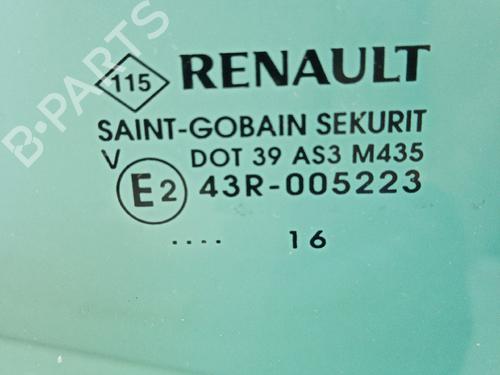 115 RENAULT
SAINT-GOBAIN SEKURIT
V DOT 39 AS3 M435
E2 43R-005223
.... 16
B-PARTS